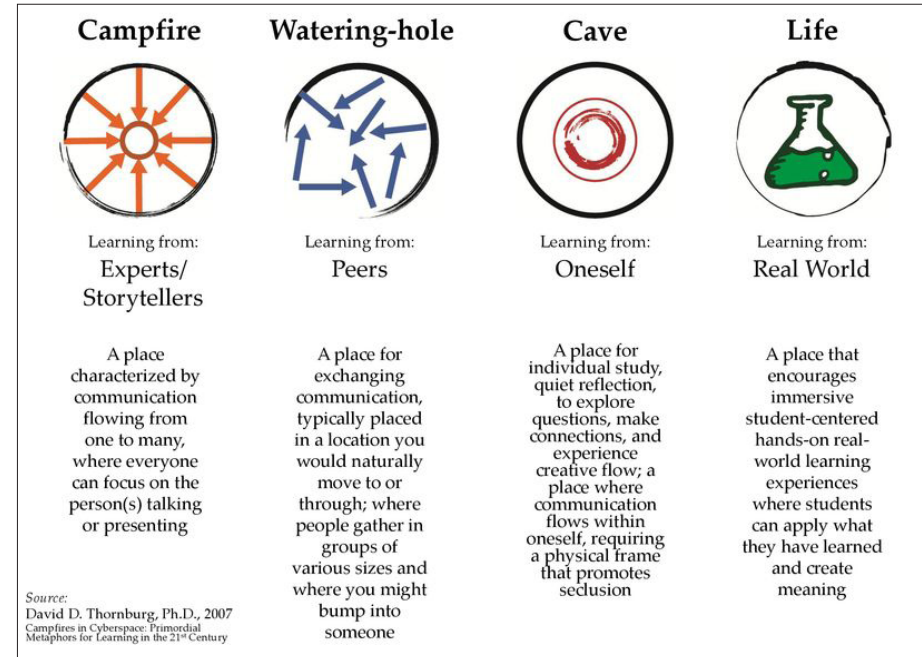 Campfire
Learning from:
Experts/
Storytellers
A place
characterized by
communication
flowing from
one to many,
where everyone
can focus on the
person(s) talking
or presenting
Watering-hole
Learning from:
Peers
A place for
exchanging
communication,
typically placed
in a location you
would naturally
move to or
through; where
people gather in
groups of
various sizes and
where you might
bump into
someone
Cave
Learning from:
Oneself
A place for
individual study,
quiet reflection,
to explore
questions, make
connections, and
experience
creative flow; a
place where
communication
flows within
oneself, requiring
a physical frame
that promotes
seclusion
Life
Learning from:
Real World
A place that
encourages
immersive
student-centered
hands-on real-
world learning
experiences
where students
can apply what
they have learned
and create
meaning
Source:
David D. Thornburg, Ph.D., 2007
Campfires in Cyberspace: Primordial
Metaphors for Learning in the 21st Century